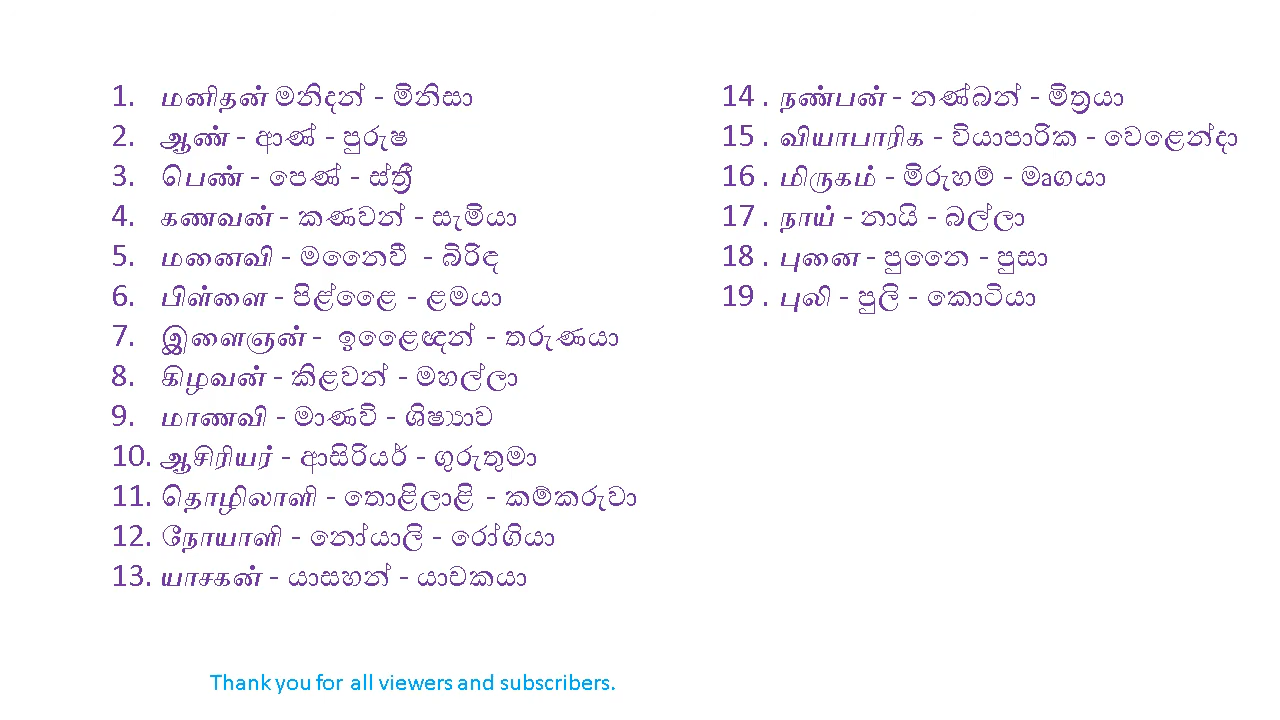 1. மனிதன் මනිදන් - මිනිසා
2. ஆண் - ආණ් - පුරුෂ
3. பெண் - පෙණ් - ස්ත්‍රී
4. கணவன் - කණවන් - සැමියා
5. மனைவி - මනෛවී - බිරිඳ
6. பிள்ளை - පිළ්ළෛ - ළමයා
7. இளைஞன் - ඉළෛඥන් - තරුණයා
8. கிழவன் - කිළවන් - මහල්ලා
9. மாணவி - මාණවි - ශිෂ්‍යාව
10. ஆசிரியர் - ආසිරියර් - ගුරුතුමා
11. தொழிலாளி - තොළිලාළි - කම්කරුවා
12. நோயாளி - නෝයාලි - රෝගියා
13. யாசகன் - යාසහන් - යාචකයා
14 . நண்பன் - නණ්බන් - මිත්‍රයා
15 . வியாபாரிக - වියාපාරික - වෙළෙන්දා
16 . மிருகம் - මිරුහම් - මෘගයා
17 . நாய் - නායි - බල්ලා
18 . புனை - පුනෛ - පුසා
19 . புலி - පුලි - කොටියා
Thank you for all viewers and subscribers.